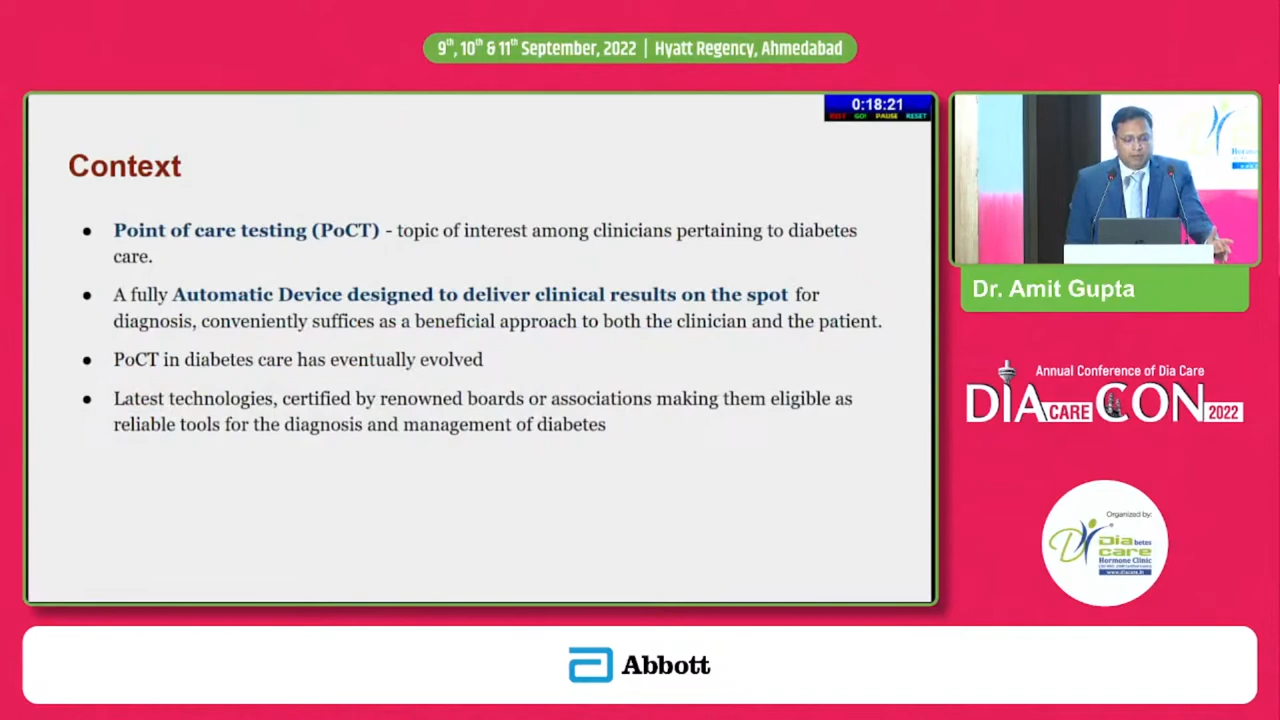 9th, 10th & 11th September, 2022 | Hyatt Regency, Ahmedabad
0:18:21
GO! PAUSE RESET
Context
● Point of care testing (PoCT) - topic of interest among clinicians pertaining to diabetes
care.
● A fully Automatic Device designed to deliver clinical results on the spot for
diagnosis, conveniently suffices as a beneficial approach to both the clinician and the patient.
● PoCT in diabetes care has eventually evolved
● Latest technologies, certified by renowned boards or associations making them eligible as
reliable tools for the diagnosis and management of diabetes
Dr. Amit Gupta
Annual Conference of Dia Care
DIA CARE CON 2022
Organized by:
Diabetes
care
Hormone Clinic
Abbott